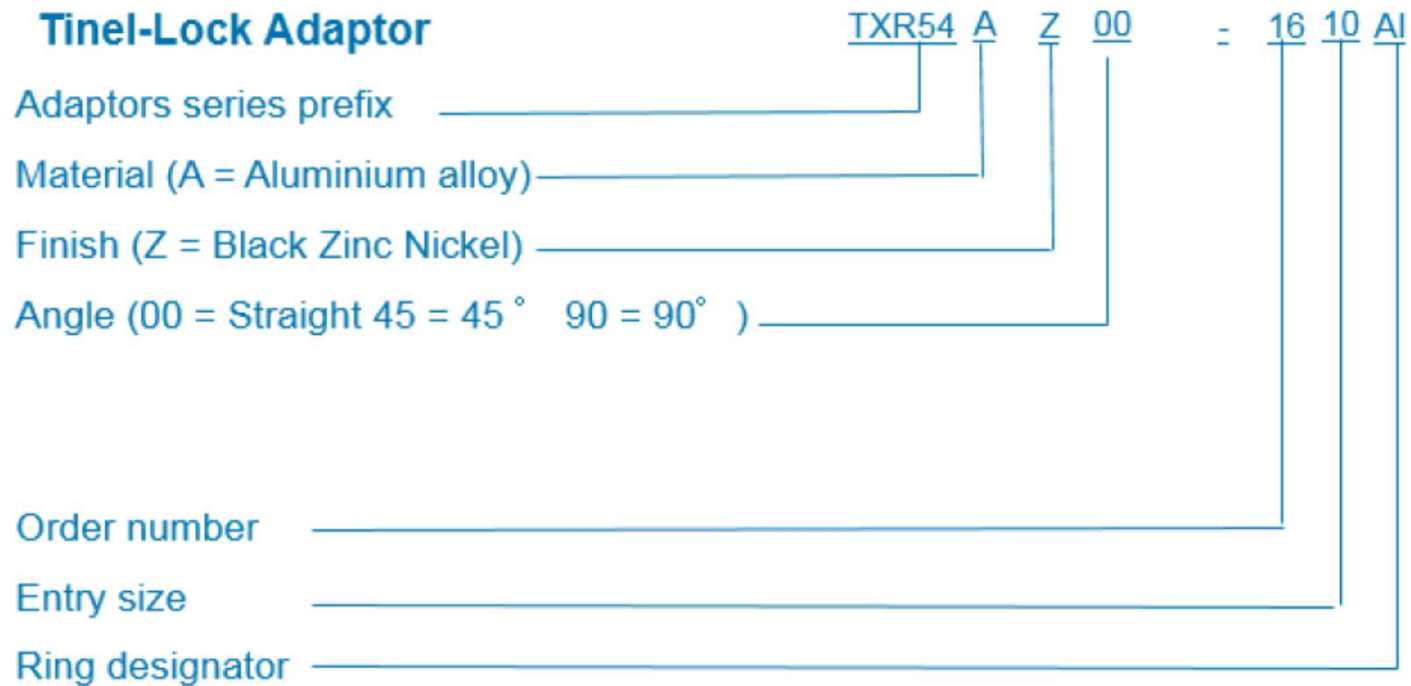 Tinel-Lock Adaptor TXR54 A Z 00 - 16 10 AI
Adaptors series prefix
Material (A = Aluminium alloy)
Finish (Z = Black Zinc Nickel)
Angle (00 = Straight 45 = 45° 90 = 90° )
Order number
Entry size
Ring designator